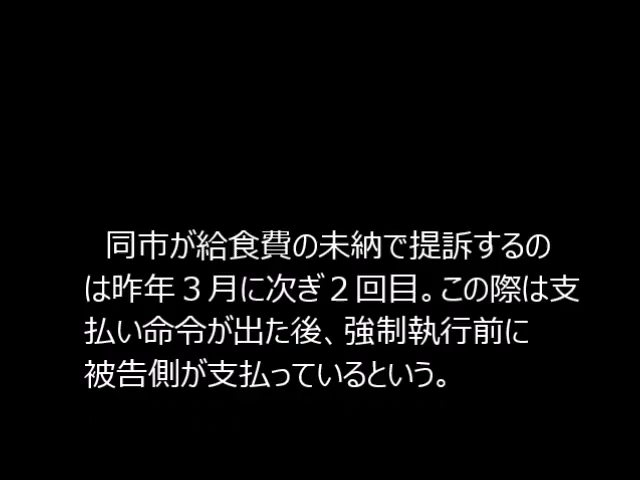 同市が給食費の未納で提訴するの
は昨年３月に次ぎ２回目。この際は支
払い命令が出た後、強制執行前に
被告側が支払っているという。